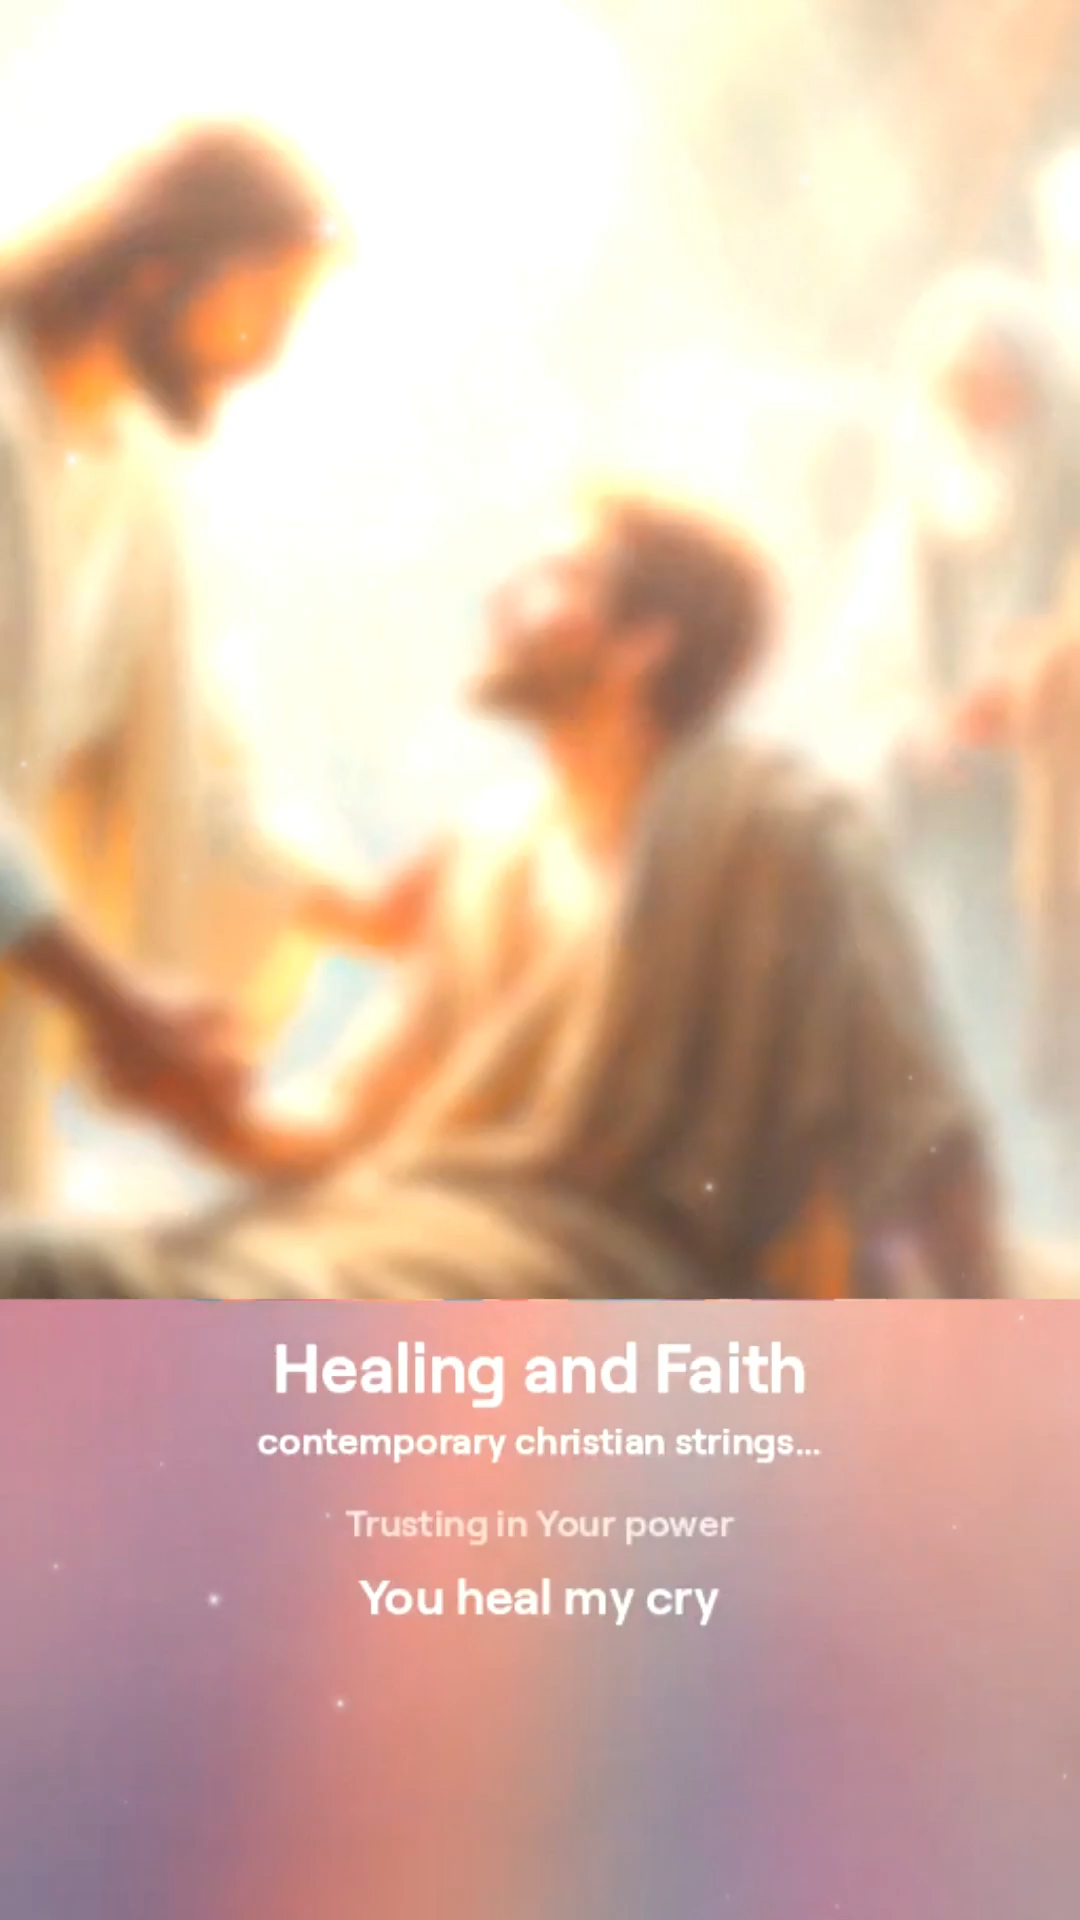 Healing and Faith
contemporary christian strings...
Trusting in Your power
You heal my cry